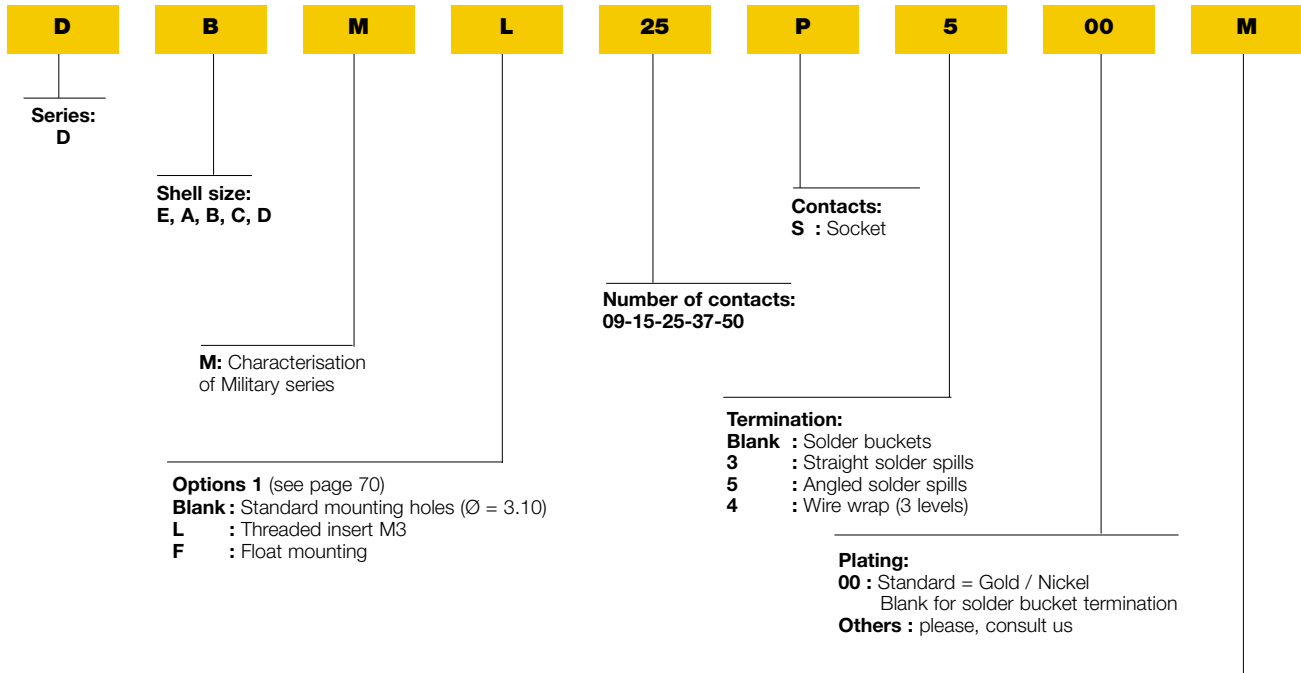 D B M L 25 P 5 00 M
Series:
D
Shell size:
E, A, B, C, D
Contacts:
S : Socket
Number of contacts:
09-15-25-37-50
M: Characterisation
of Military series
Termination:
Blank : Solder buckets
3 : Straight solder spills
5 : Angled solder spills
4 : Wire wrap (3 levels)
Options 1 (see page 70)
Blank : Standard mounting holes (Ø = 3.10)
L : Threaded insert M3
F : Float mounting
Plating:
00 : Standard = Gold / Nickel
Blank for solder bucket termination
Others : please, consult us